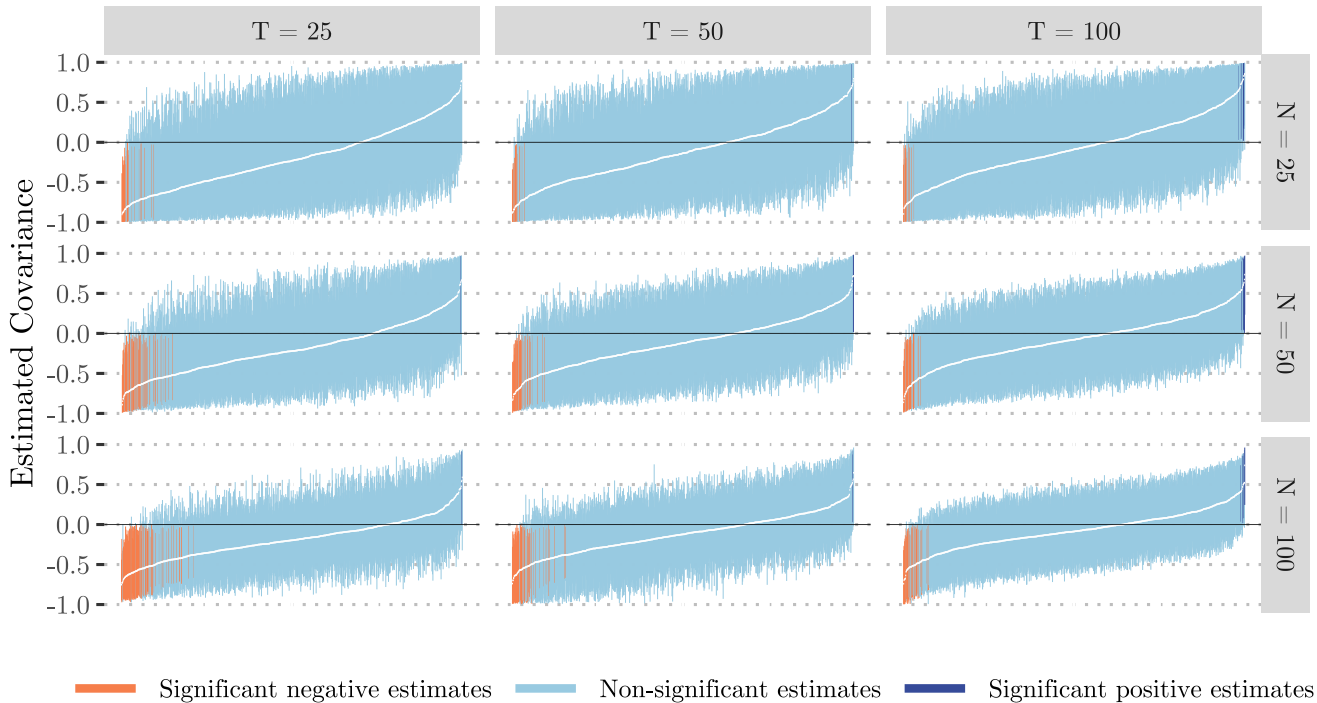 T = 25
T = 50
T = 100
Estimated Covariance
1.0
0.5
0.0
-0.5
-1.0
N = 25
1.0
0.5
0.0
-0.5
-1.0
N = 50
1.0
0.5
0.0
-0.5
-1.0
N = 100
Significant negative estimates
Non-significant estimates
Significant positive estimates